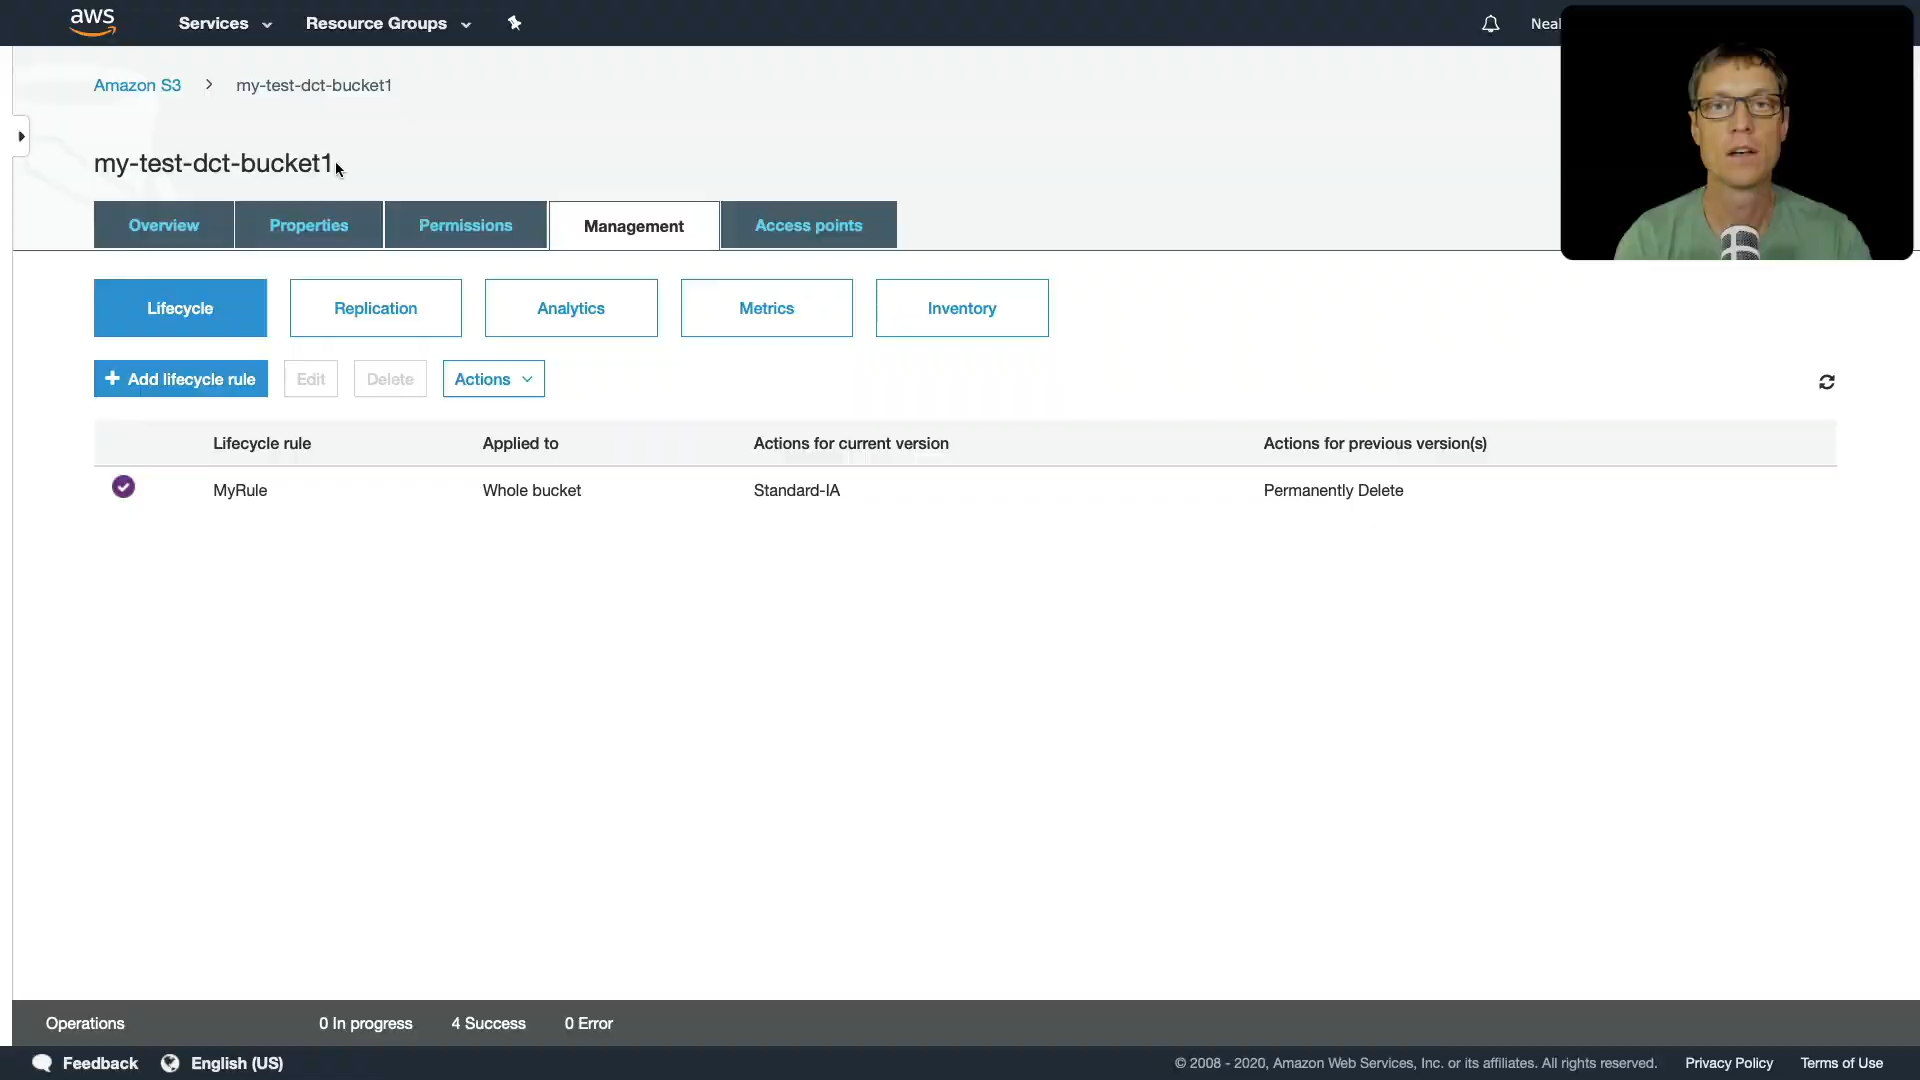 aws Services Resource Groups Neal
Amazon S3 my-test-dct-bucket1
my-test-dct-bucket1
Overview Properties Permissions Management Access points
Lifecycle Replication Analytics Metrics Inventory
+ Add lifecycle rule Edit Delete Actions
Lifecycle rule Applied to Actions for current version Actions for previous version(s)
MyRule Whole bucket Standard-IA Permanently Delete
Operations 0 In progress 4 Success 0 Error
Feedback English (US) © 2008 - 2020, Amazon Web Services, Inc. or its affiliates. All rights reserved. Privacy Policy Terms of Use